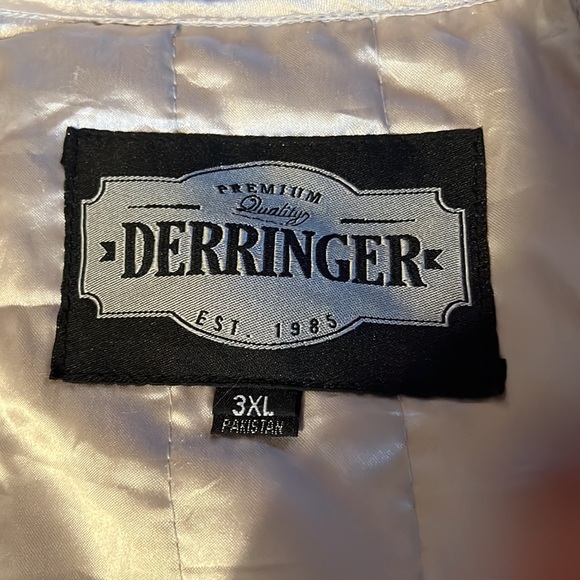 PREMIUM
Quality
DERRINGER
EST. 1985
3XL
PAKISTAN